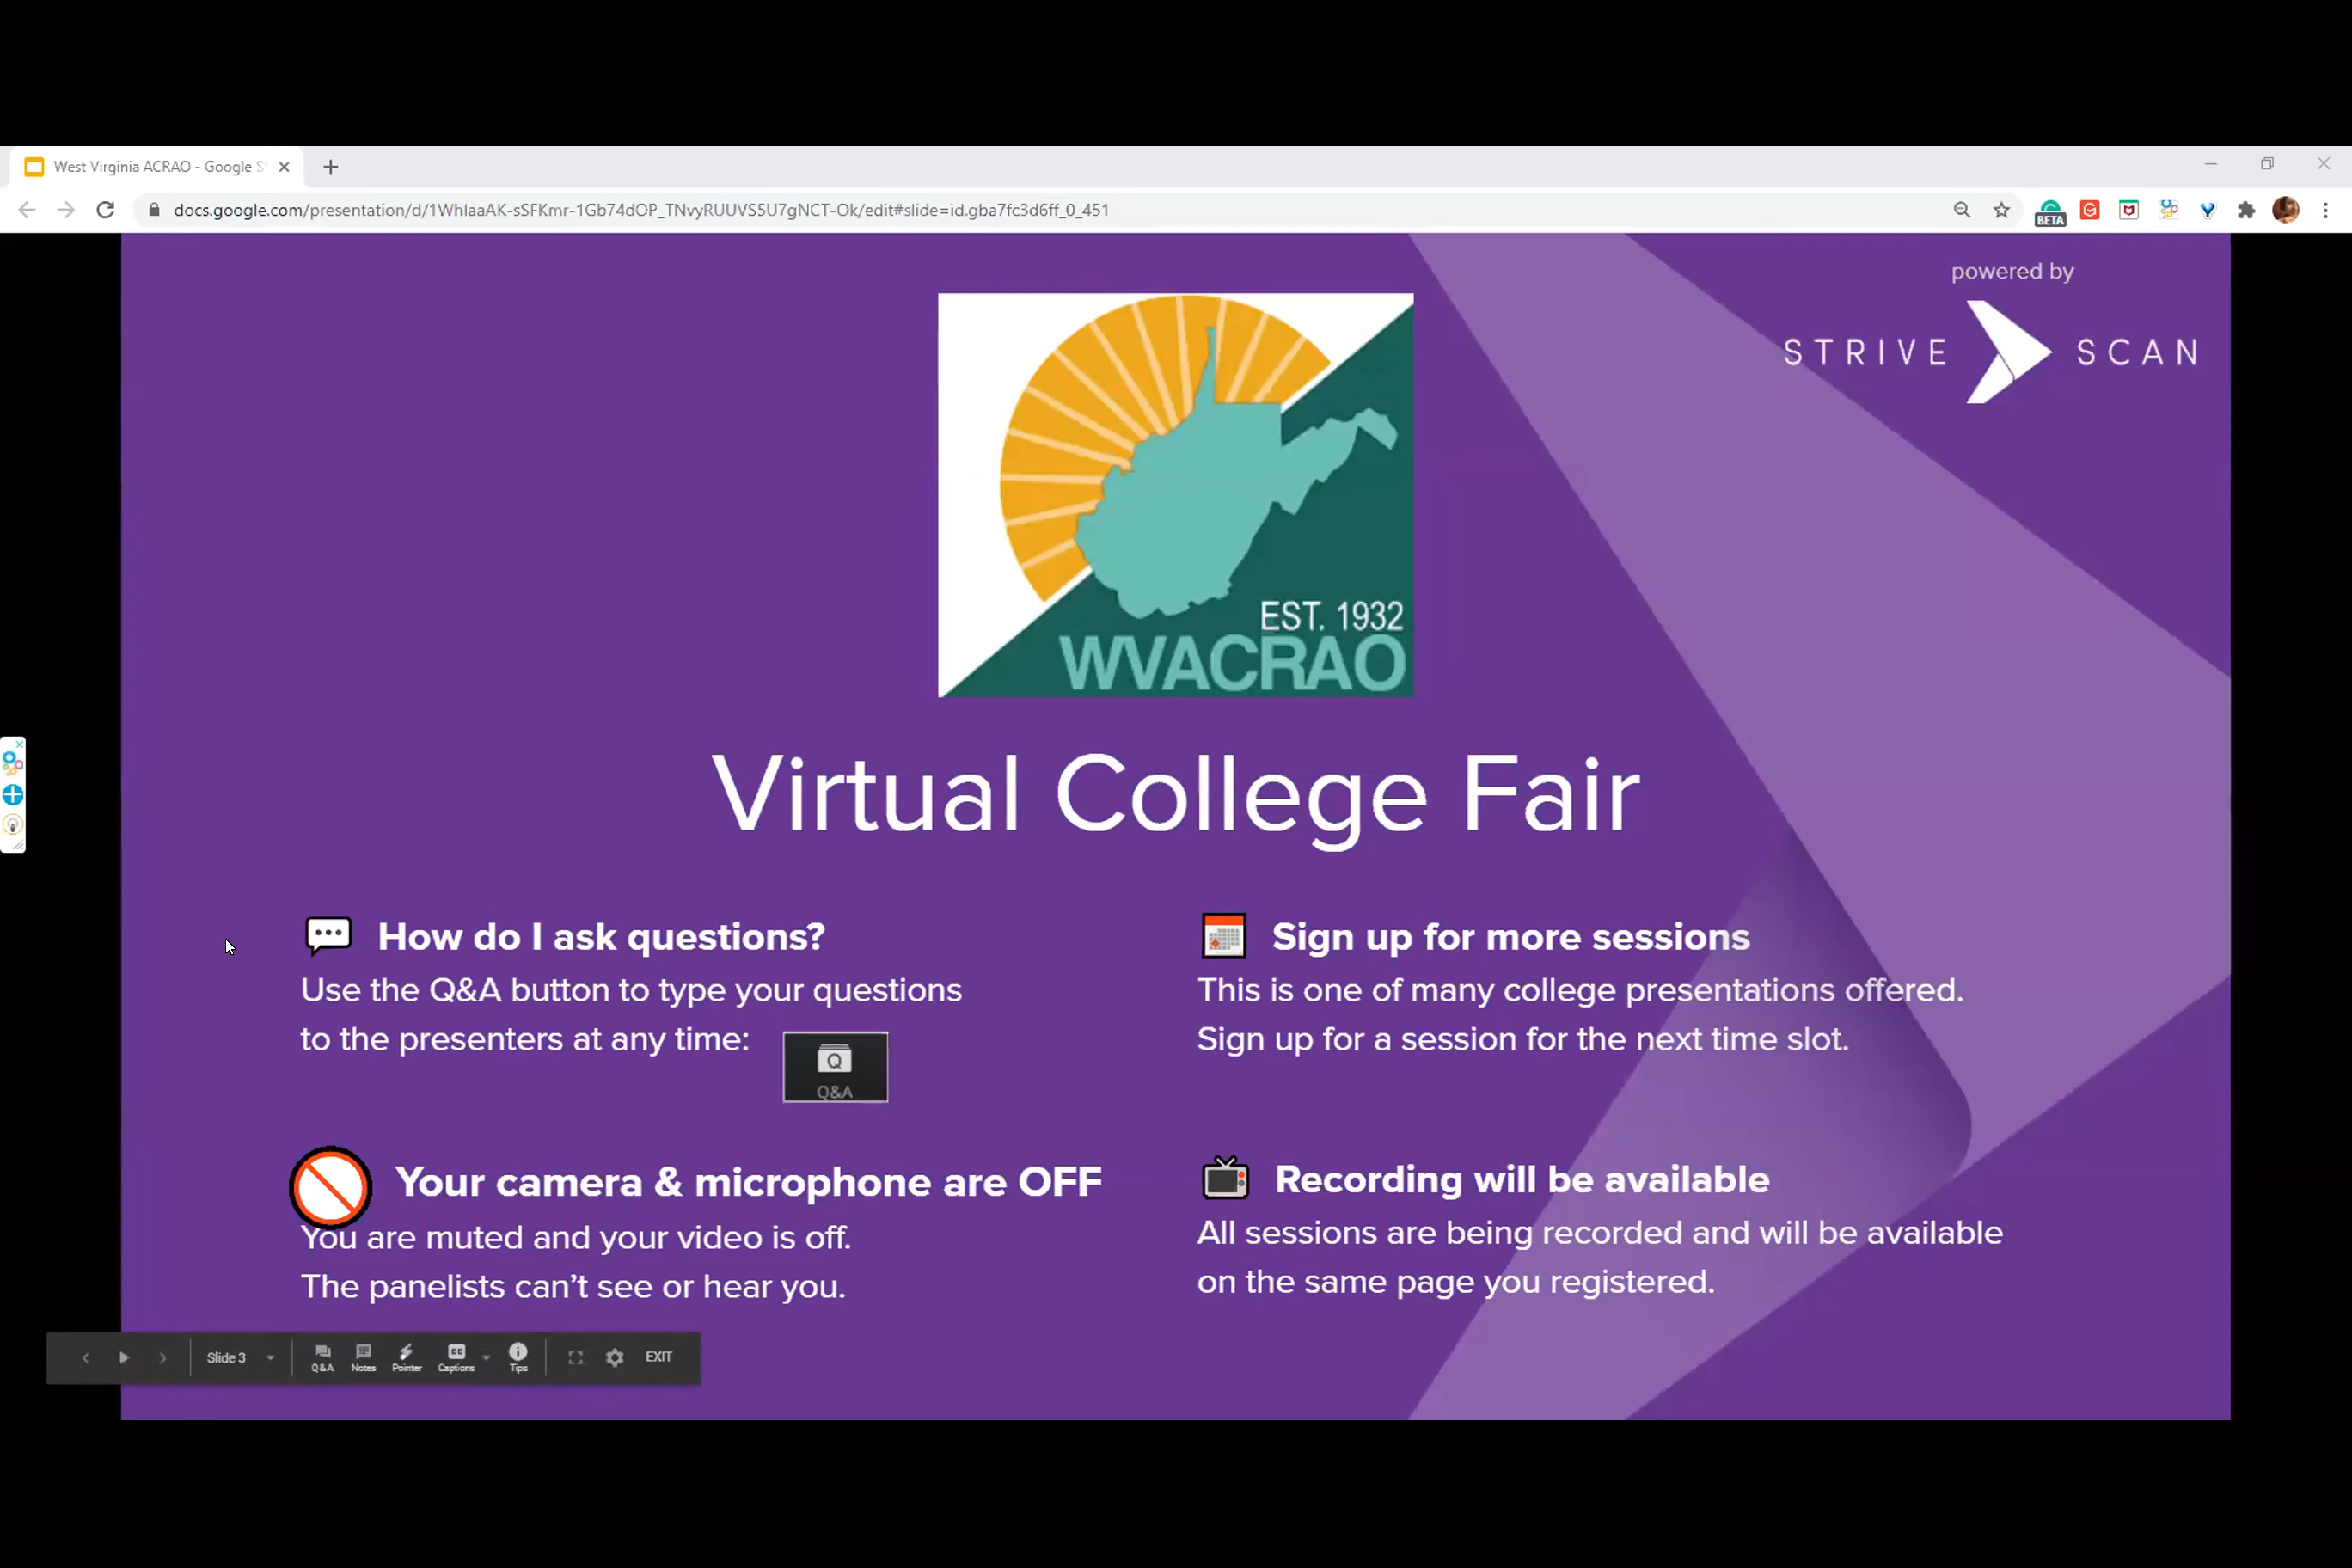 West Virginia ACRAO - Google S
docs.google.com/presentation/d/1WhlaaAK-sSFKmr-1Gb74dOP_TNvyRUUVS5U7gNCT-Ok/edit#slide=id.gba7fc3d6ff_0_451
BETA
powered by
STRIVE SCAN
EST. 1932
WVACRAO
Virtual College Fair
How do I ask questions?
Use the Q&A button to type your questions
to the presenters at any time:
Q
Q&A
Sign up for more sessions
This is one of many college presentations offered.
Sign up for a session for the next time slot.
Your camera & microphone are OFF
You are muted and your video is off.
The panelists can't see or hear you.
Recording will be available
All sessions are being recorded and will be available
on the same page you registered.
Slide 3
Q&A
Notes
Pointer
CC
Captions
Tips
EXIT